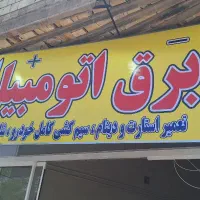 برق اتومبیل
تعمیر استارت و دینام، سیم کشی کامل خودرو،